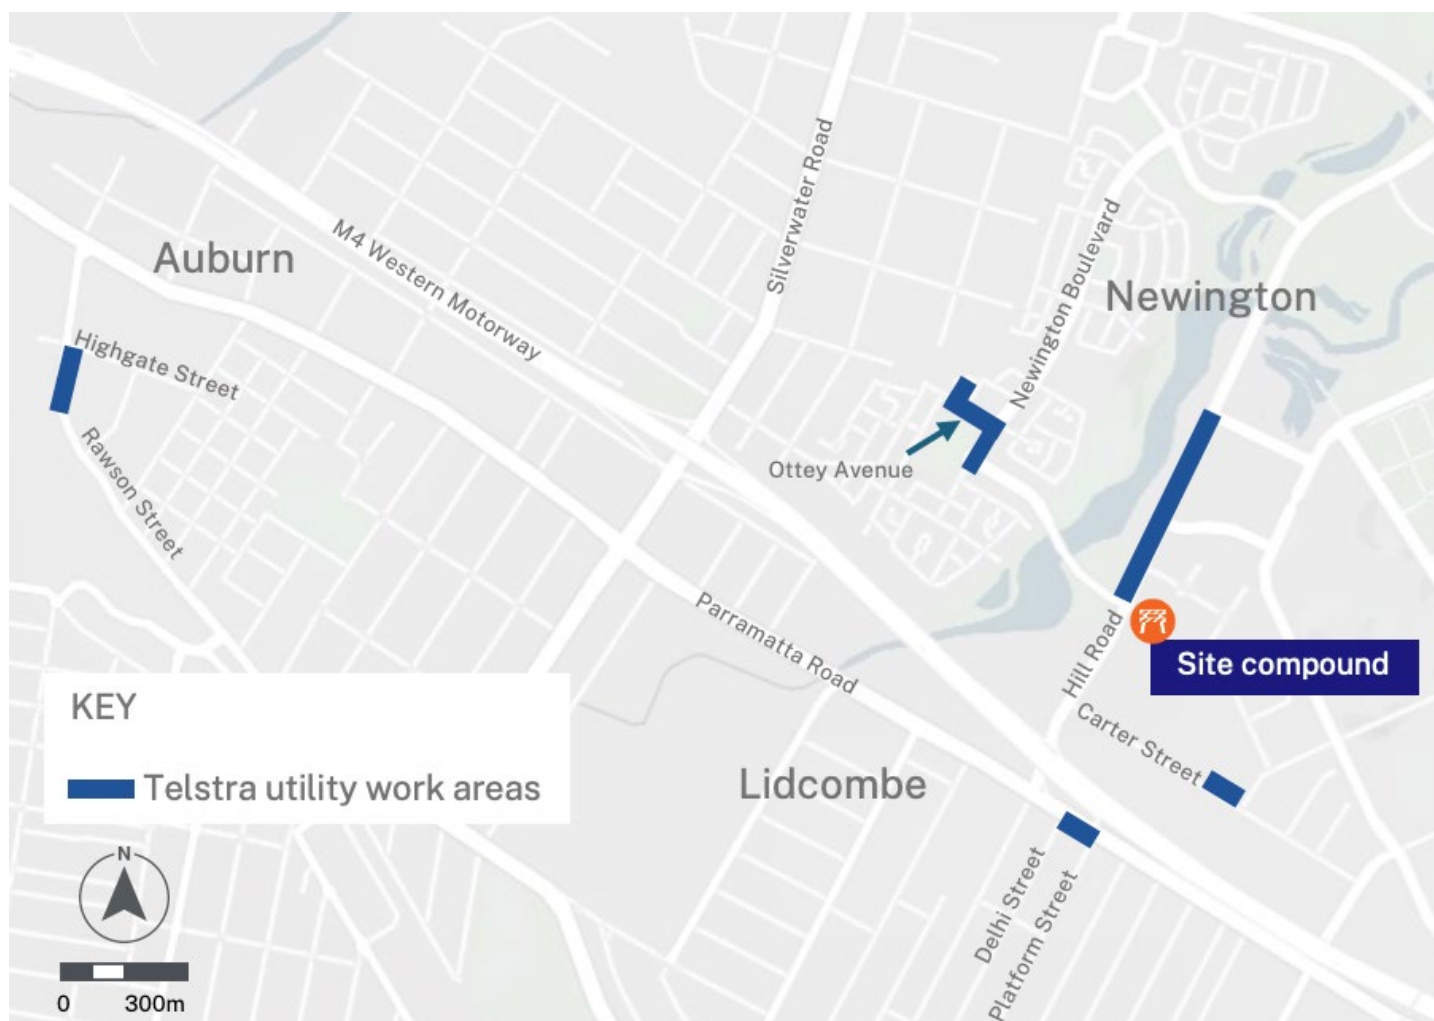 Auburn
M4 Western Motorway
Silverwater Road
Newington Boulevard
Newington
Highgate Street
Rawson Street
Ottey Avenue
Parramatta Road
Hill Road
Site compound
Carter Street
KEY
Telstra utility work areas
Lidcombe
Delhi Street
Platform Street
N
0 300m